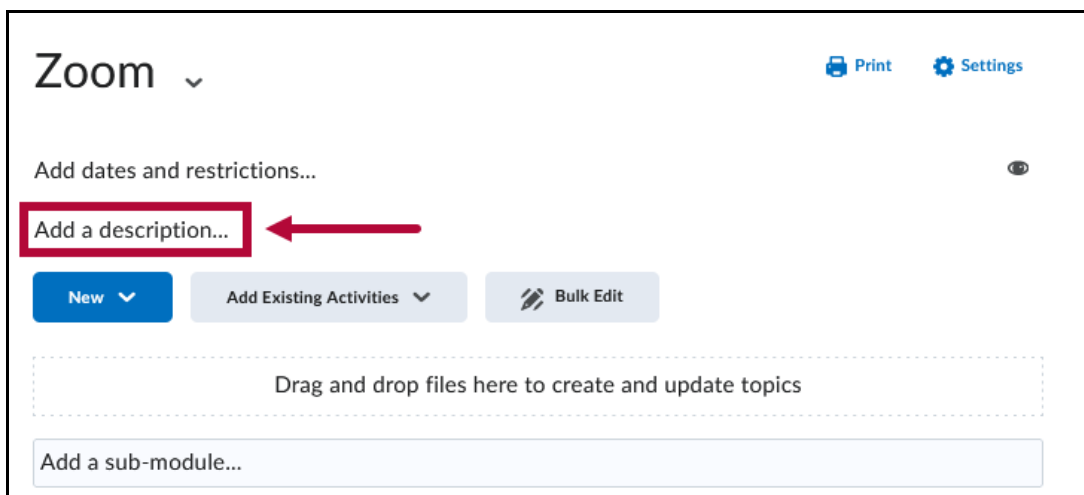 Zoom
Print
Settings
Add dates and restrictions...
Add a description...
New
Add Existing Activities
Bulk Edit
Drag and drop files here to create and update topics
Add a sub-module...